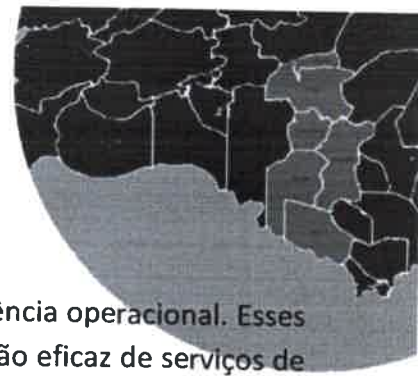 ência operacional. Esses
ão eficaz de serviços de